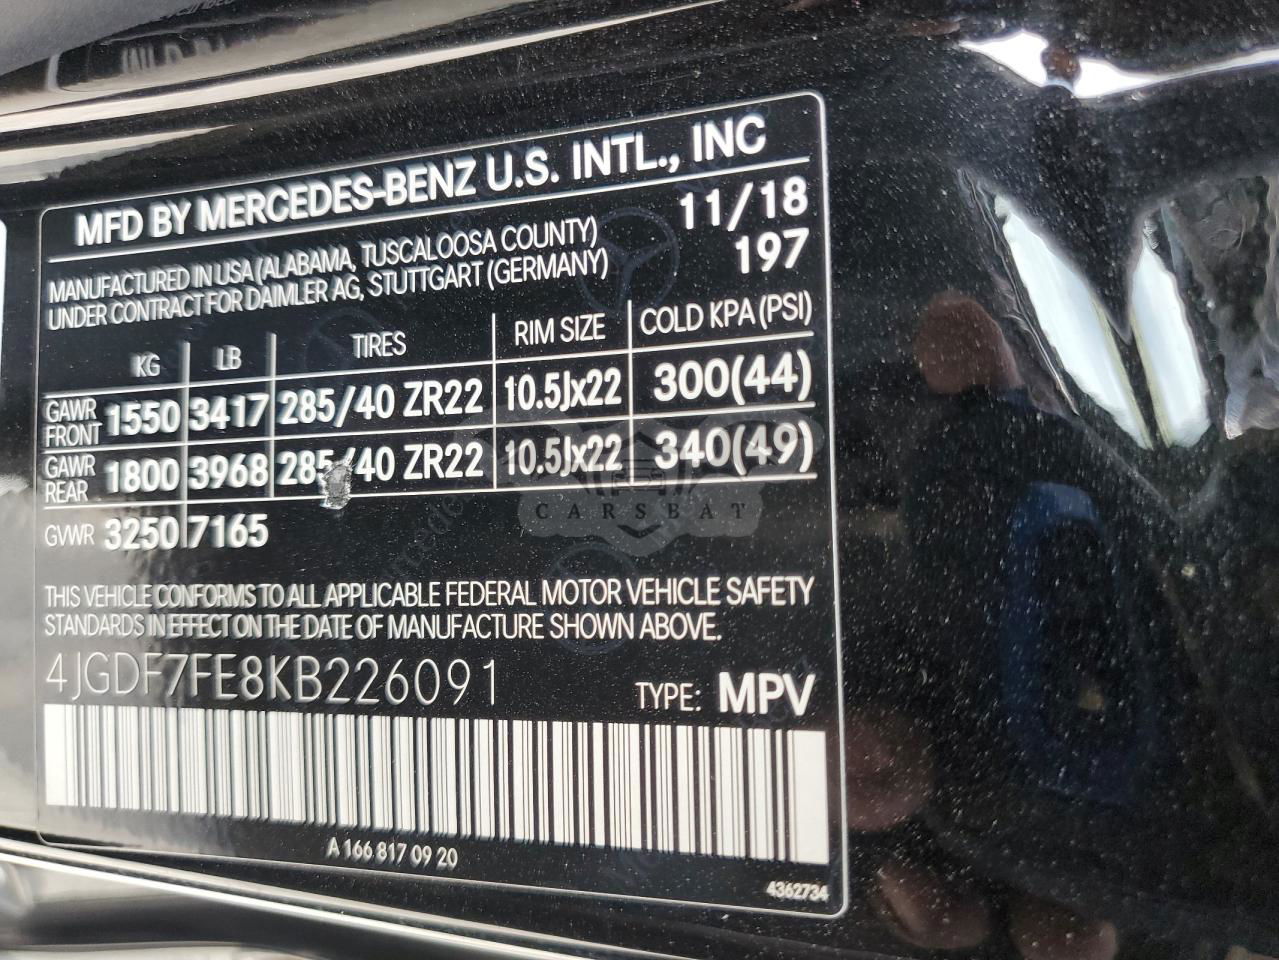 MFD BY MERCEDES-BENZ U.S. INTL., INC
MANUFACTURED IN USA (ALABAMA, TUSCALOOSA COUNTY) 11/18
UNDER CONTRACT FOR DAIMLER AG, STUTTGART (GERMANY) 197
KG LB TIRES RIM SIZE COLD KPA (PSI)
GAWR FRONT 1550 3417 285/40 ZR22 10.5Jx22 300(44)
GAWR REAR 1800 3968 285/40 ZR22 10.5Jx22 340(49)
CARSBAT
GVWR 3250 7165
THIS VEHICLE CONFORMS TO ALL APPLICABLE FEDERAL MOTOR VEHICLE SAFETY
STANDARDS IN EFFECT ON THE DATE OF MANUFACTURE SHOWN ABOVE.
4JGDF7FE8KB226091 TYPE: MPV
A 166 817 09 20
4362734